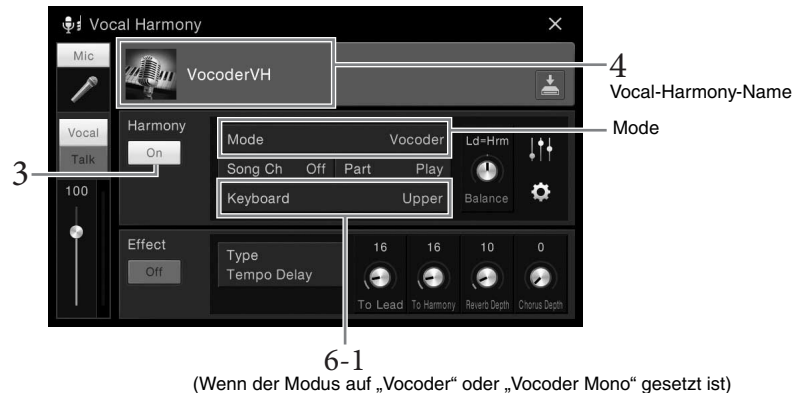 Vocal Harmony
Mic
VocoderVH
4
Vocal-Harmony-Name
Vocal
Talk
Harmony
On
Mode Vocoder
Mode
Song Ch Off Part Play
Keyboard Upper
Ld=Hrm
Balance
3
100
Effect
Off
Type
Tempo Delay
16 16 10 0
To Lead To Harmony Reverb Depth Chorus Depth
6-1
(Wenn der Modus auf „Vocoder“ oder „Vocoder Mono“ gesetzt ist)